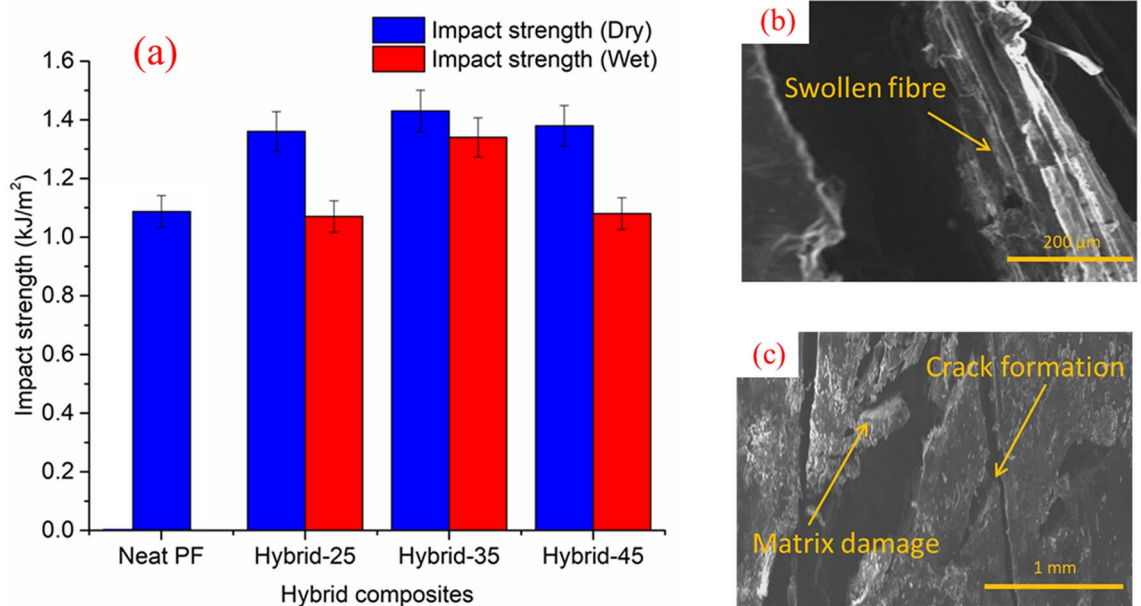 (a)
Impact strength (Dry)
Impact strength (Wet)
Impact strength (kJ/m²)
1.6
1.4
1.2
1.0
0.8
0.6
0.4
0.2
0.0
Neat PF
Hybrid-25
Hybrid-35
Hybrid-45
Hybrid composites
(b)
Swollen fibre
200 µm
(c)
Crack formation
Matrix damage
1 mm